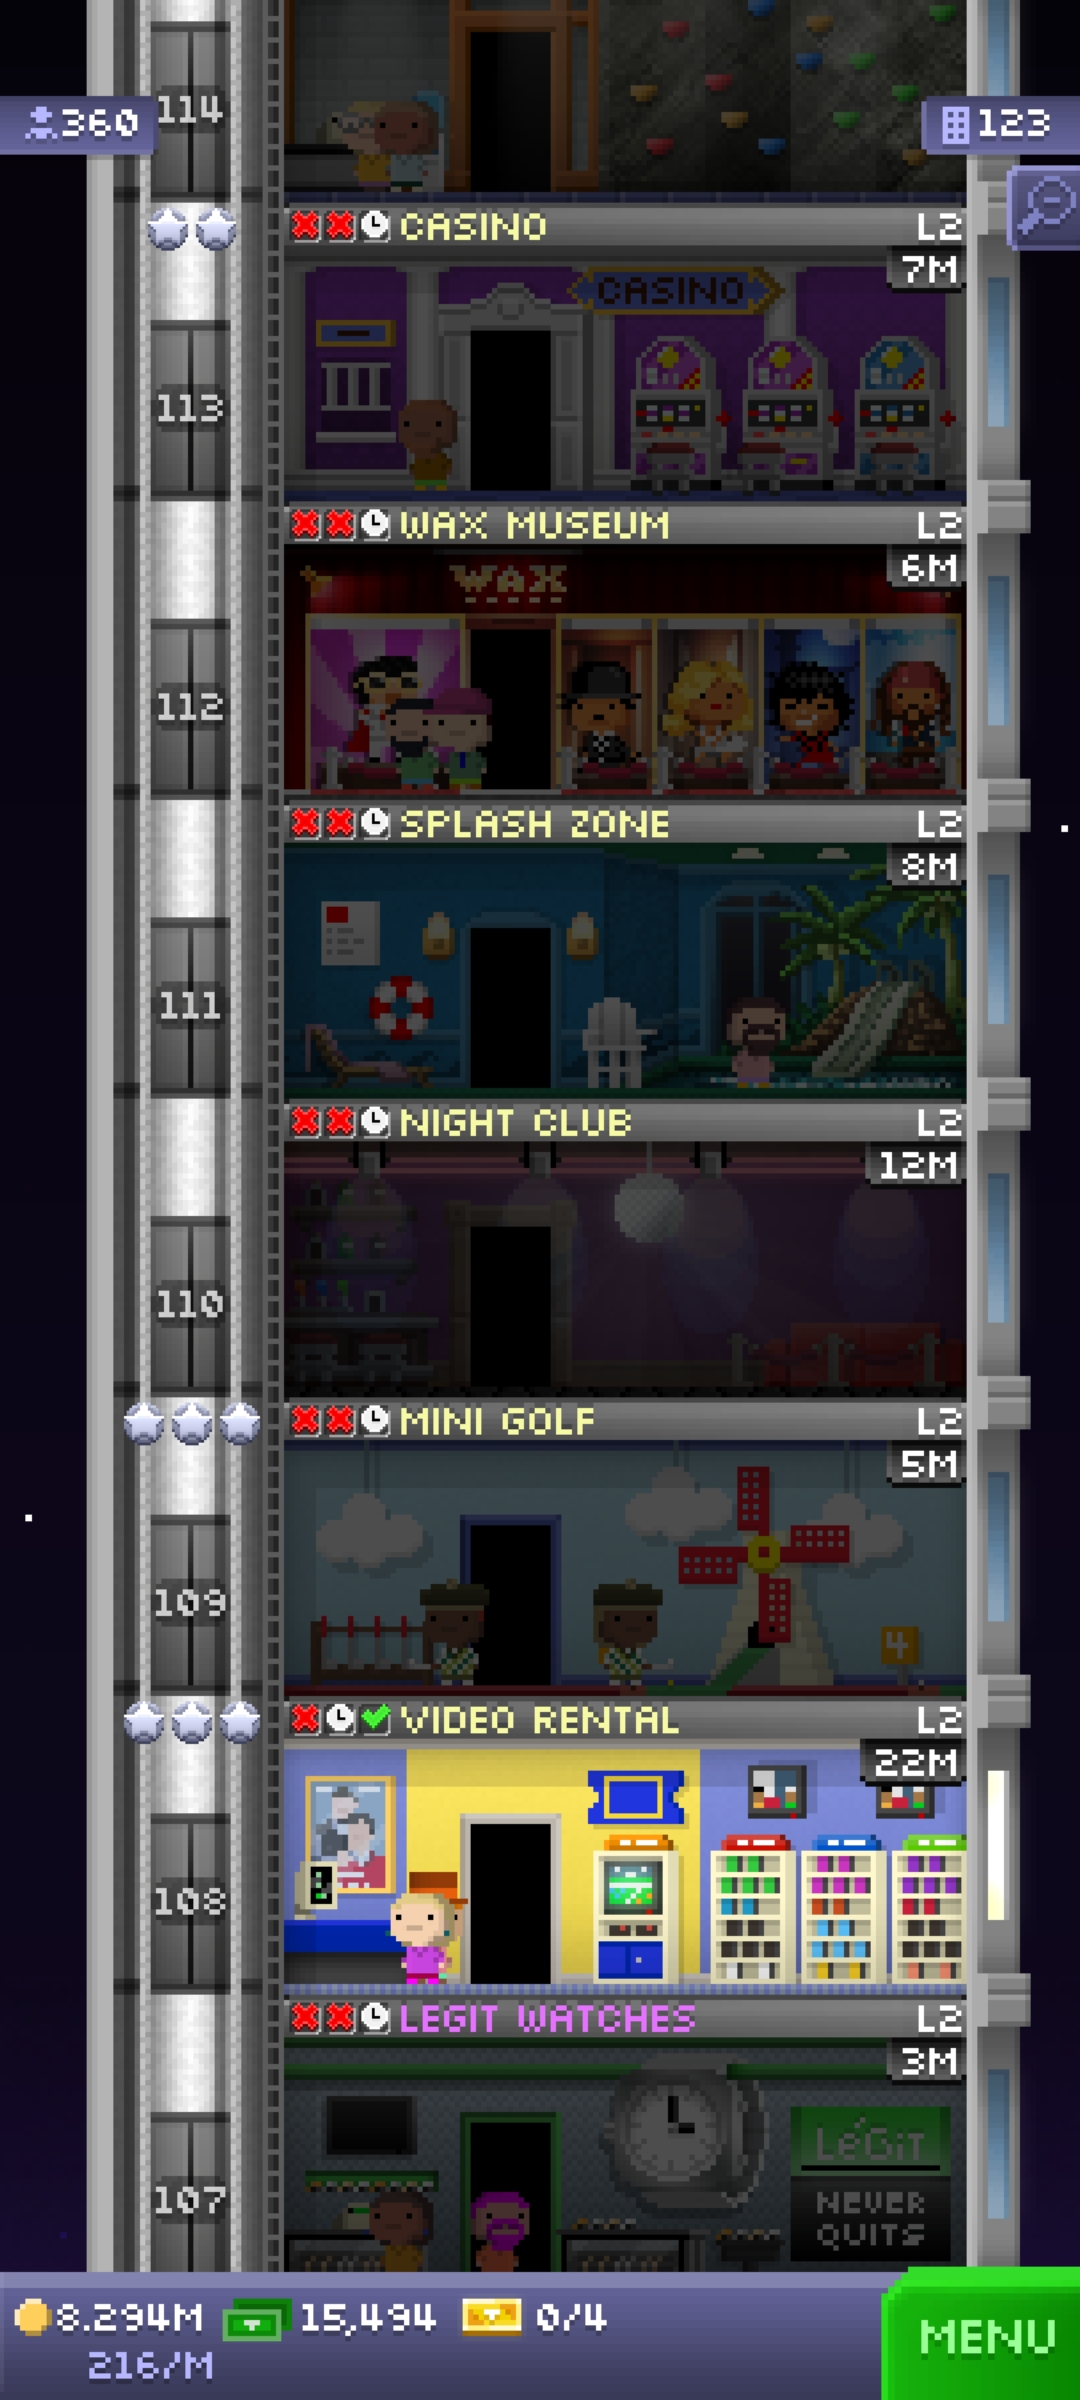 114
360
123
CASINO L2
7M
CASINO
113
WAX MUSEUM L2
6M
WAX
112
SPLASH ZONE L2
8M
111
NIGHT CLUB L2
12M
110
MINI GOLF L2
5M
109
4
VIDEO RENTAL L2
22M
108
LEGIT WATCHES L2
3M
LéGiT
NEVER
QUITS
107
8.294M 15,494 0/4
216/M
MENU